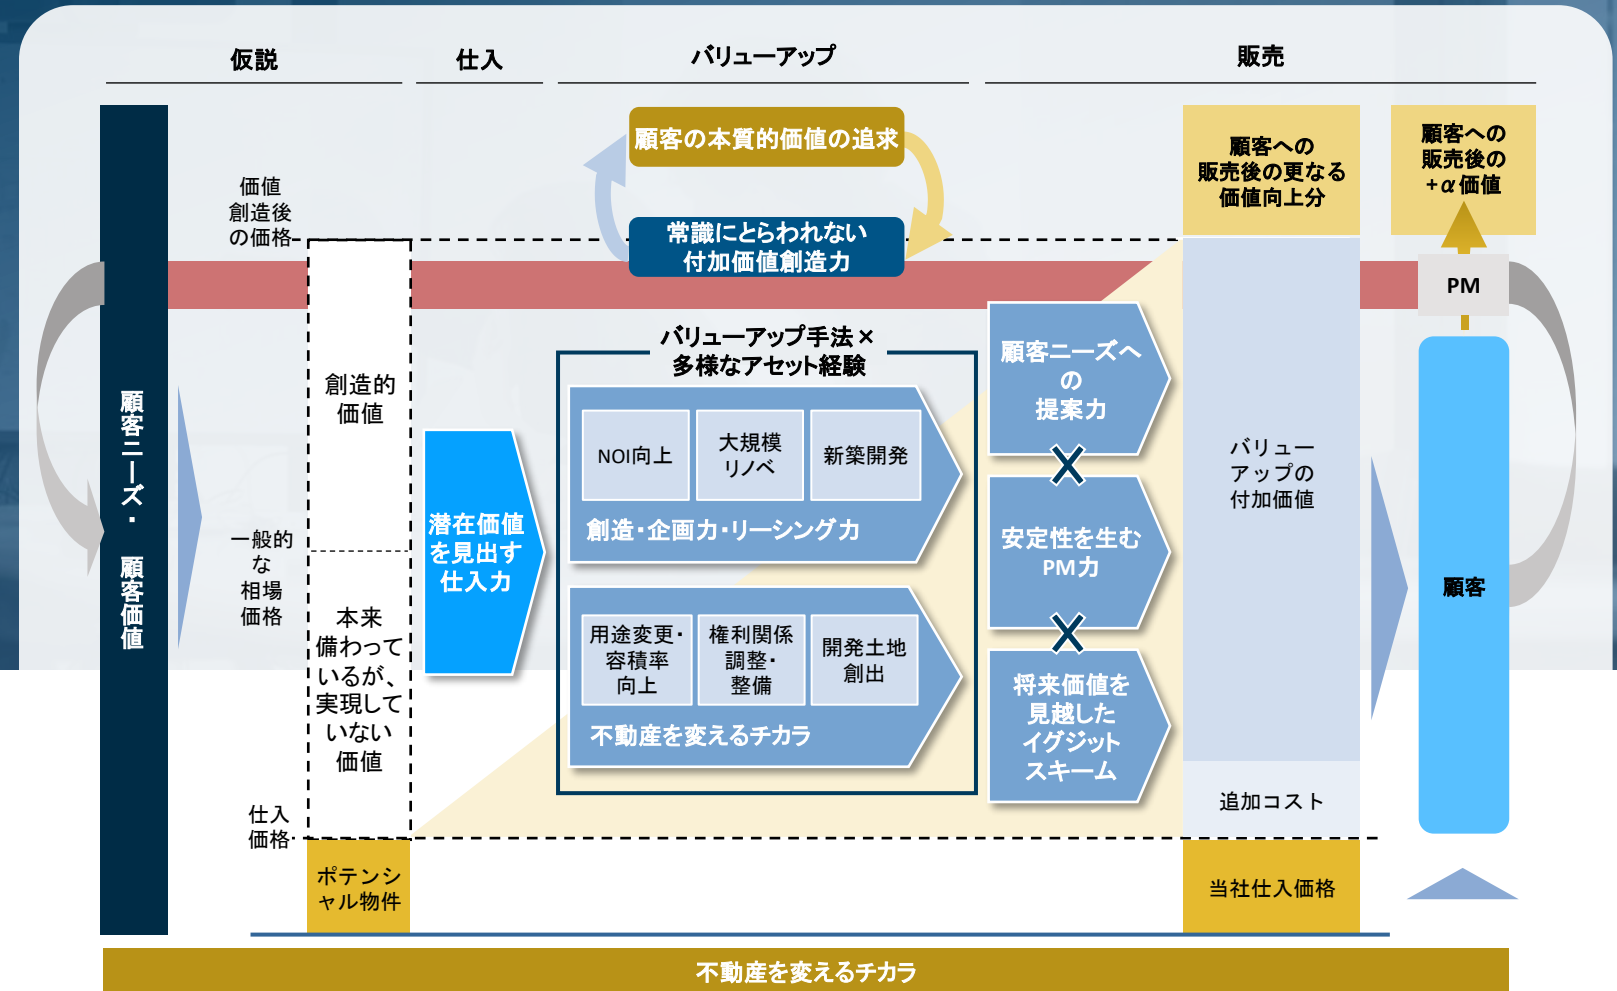 仮説
仕入
バリューアップ
販売
顧客ニーズ・　顧客価値
価値
創造後
の価格
一般的
な
相場
価格
仕入
価格
創造的
価値
本来
備わって
いるが、
実現して
いない
価値
ポテンシ
ャル物件
潜在価値
を見出す
仕入力
顧客の本質的価値の追求
常識にとらわれない
付加価値創造力
バリューアップ手法×
多様なアセット経験
NOI向上
大規模
リノベ
新築開発
創造・企画力・リーシング力
用途変更・
容積率
向上
権利関係
調整・
整備
開発土地
創出
不動産を変えるチカラ
顧客ニーズへ
の
提案力
安定性を生む
PM力
将来価値を
見越した
イグジット
スキーム
顧客への
販売後の更なる
価値向上分
バリュー
アップの
付加価値
追加コスト
当社仕入価格
顧客への
販売後の
+α価値
PM
顧客
不動産を変えるチカラ